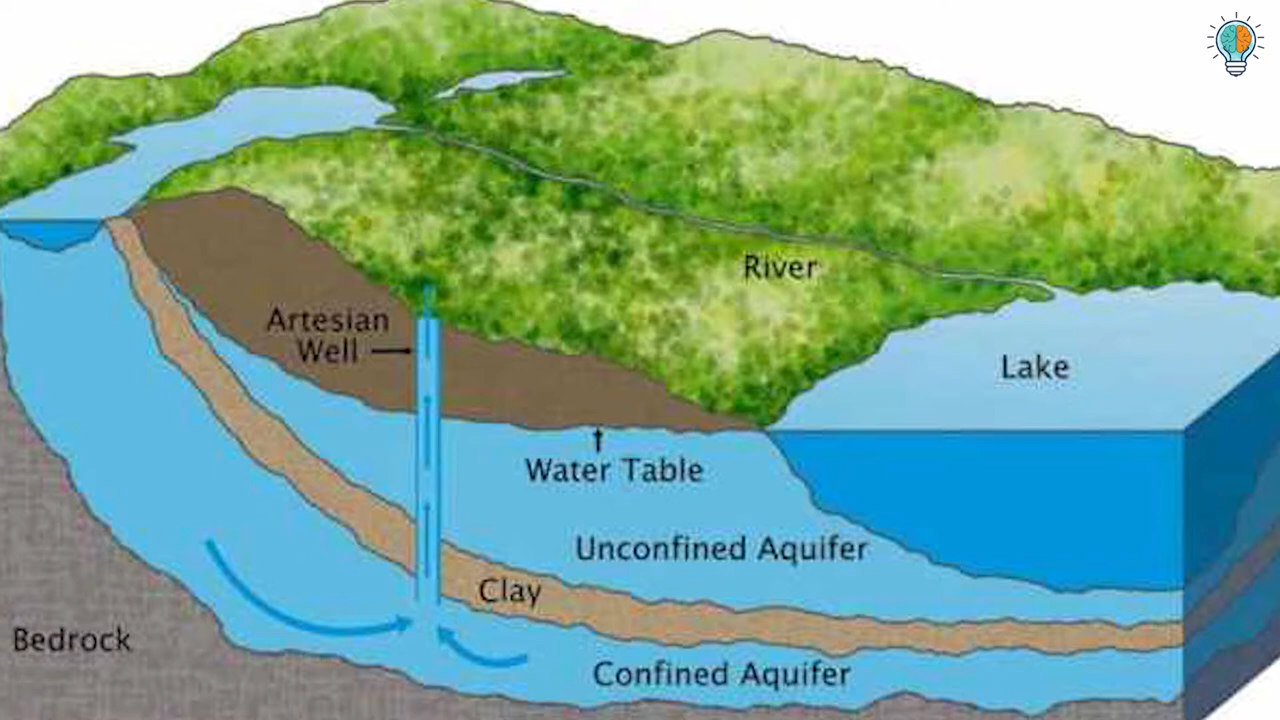 River
Artesian
Well
Lake
Water Table
Unconfined Aquifer
Clay
Bedrock
Confined Aquifer